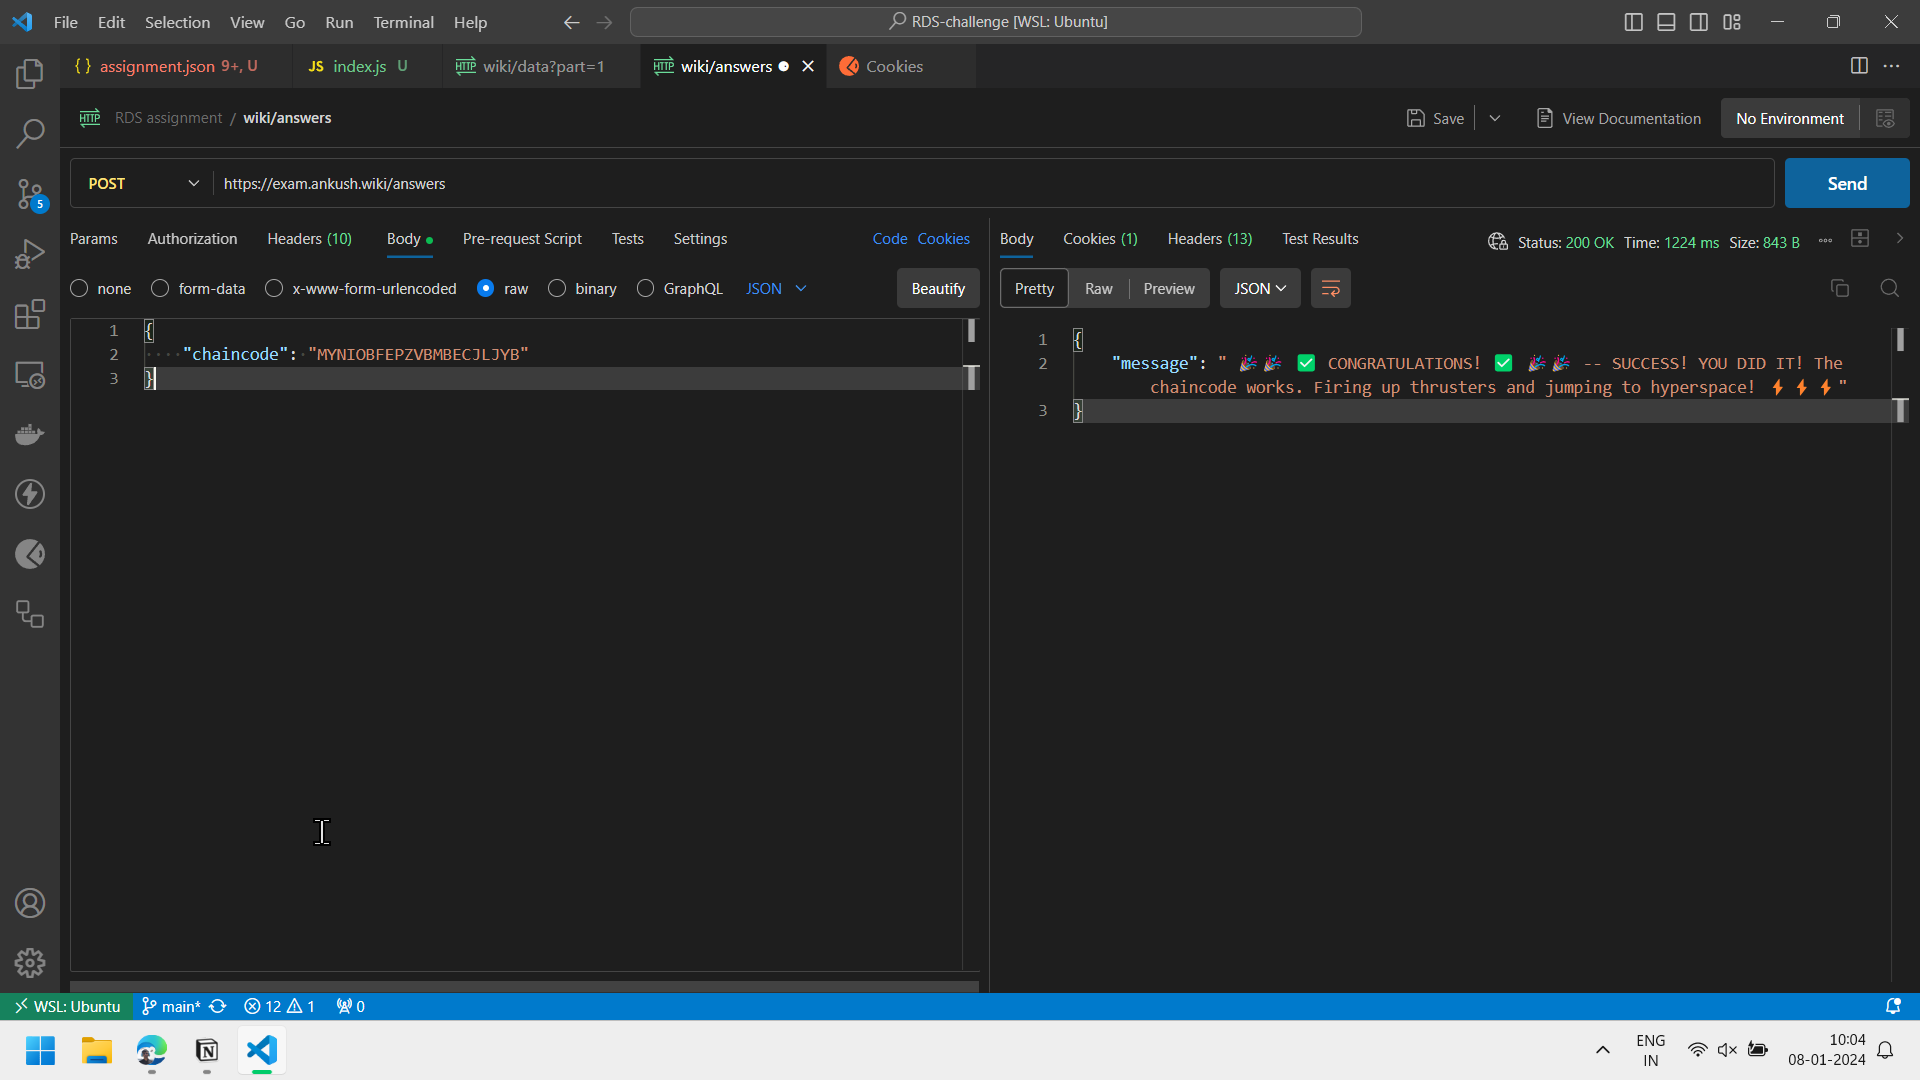 File Edit Selection View Go Run Terminal Help
RDS-challenge [WSL: Ubuntu]
{} assignment.json 9+, U
JS index.js U
HTTP wiki/data?part=1
HTTP wiki/answers
Cookies
HTTP RDS assignment / wiki/answers
Save
View Documentation
No Environment
POST
https://exam.ankush.wiki/answers
Send
Params Authorization Headers (10) Body Pre-request Script Tests Settings
Code Cookies
none form-data x-www-form-urlencoded raw binary GraphQL JSON
Beautify
1 {
2 ····"chaincode":·"MYNIOBFEPZVBMBECJLJYB"
3 }
Body Cookies (1) Headers (13) Test Results
Status: 200 OK Time: 1224 ms Size: 843 B
Pretty Raw Preview JSON
1 {
2 "message": " 🎉🎉 ✅ CONGRATULATIONS! ✅ 🎉🎉 -- SUCCESS! YOU DID IT! The
chaincode works. Firing up thrusters and jumping to hyperspace! ⚡⚡⚡"
3 }
5
WSL: Ubuntu main* 12 1 0
ENG
IN
10:04
08-01-2024